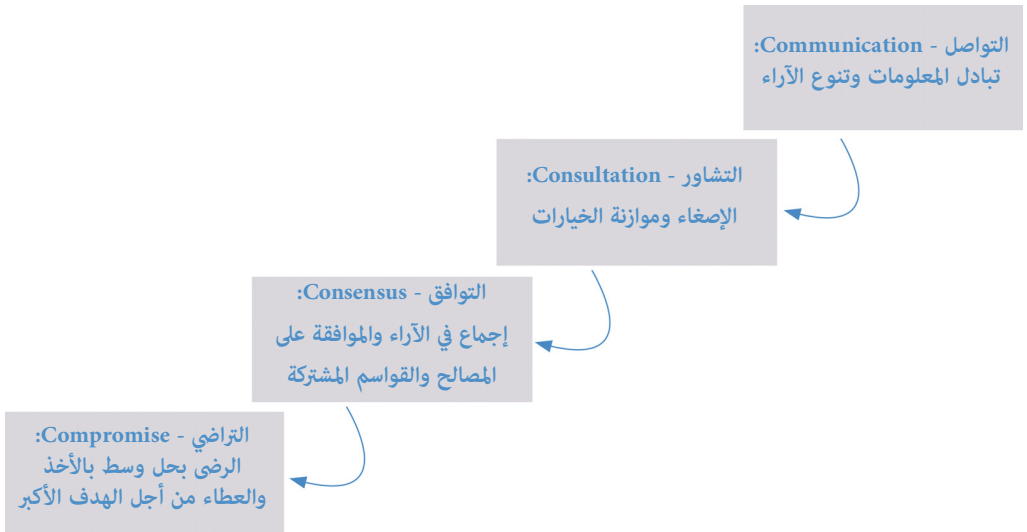 التواصل - Communication:
تبادل المعلومات وتنوع الآراء
التشاور - Consultation:
الإصغاء وموازنة الخيارات
التوافق - Consensus:
إجماع في الآراء والموافقة على
المصالح والقواسم المشتركة
التراضي - Compromise:
الرضى بحل وسط بالأخذ
والعطاء من أجل الهدف الأكبر